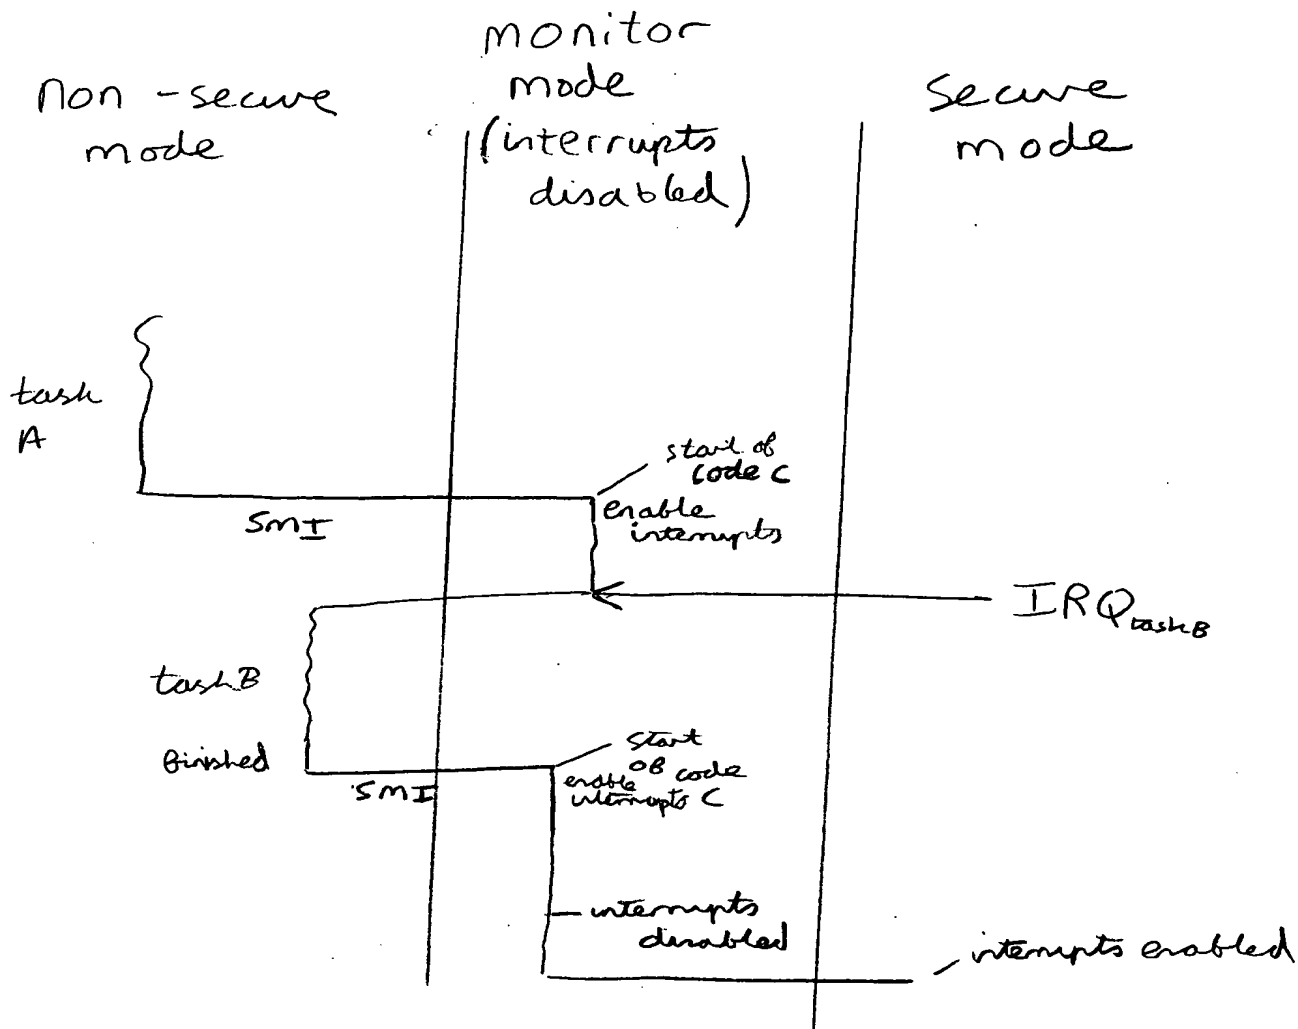 non-secure
mode
monitor
mode
(interrupts
disabled)
secure
mode
task
A
SMI
start of
code C
enable
interrupts
IRQ task B
task B
finished
SMI
start
of code
enable
interrupts C
interrupts
disabled
interrupts enabled